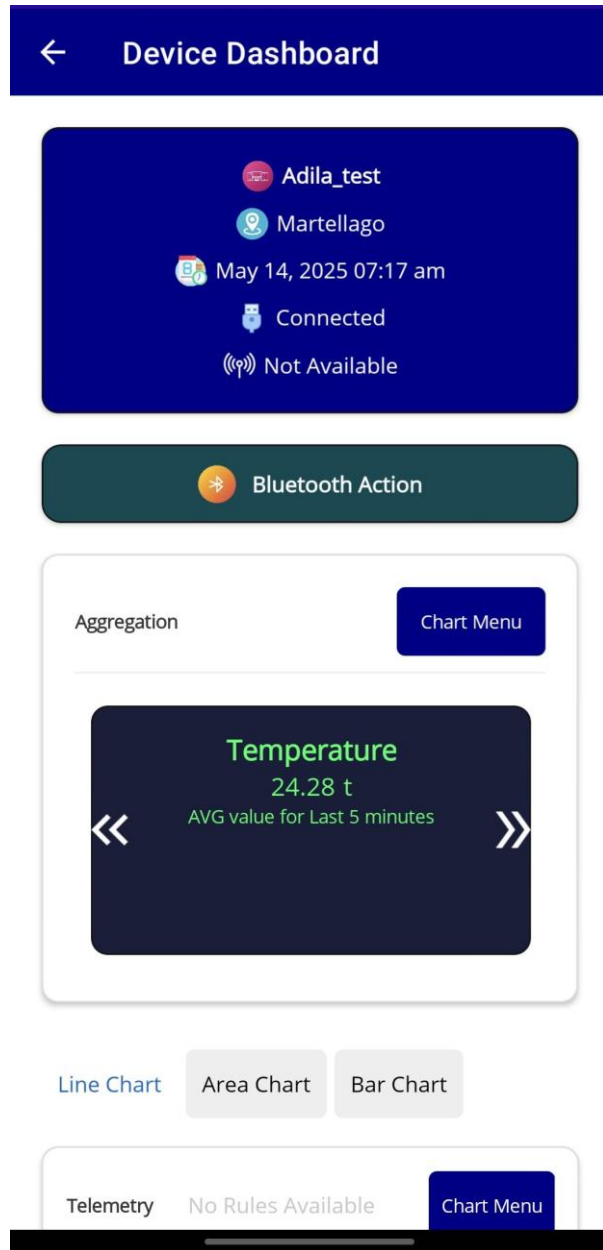 Device Dashboard
Adila_test
Martellago
May 14, 2025 07:17 am
Connected
Not Available
Bluetooth Action
Aggregation
Chart Menu
Temperature
24.28 t
AVG value for Last 5 minutes
Line Chart
Area Chart
Bar Chart
Telemetry
No Rules Available
Chart Menu